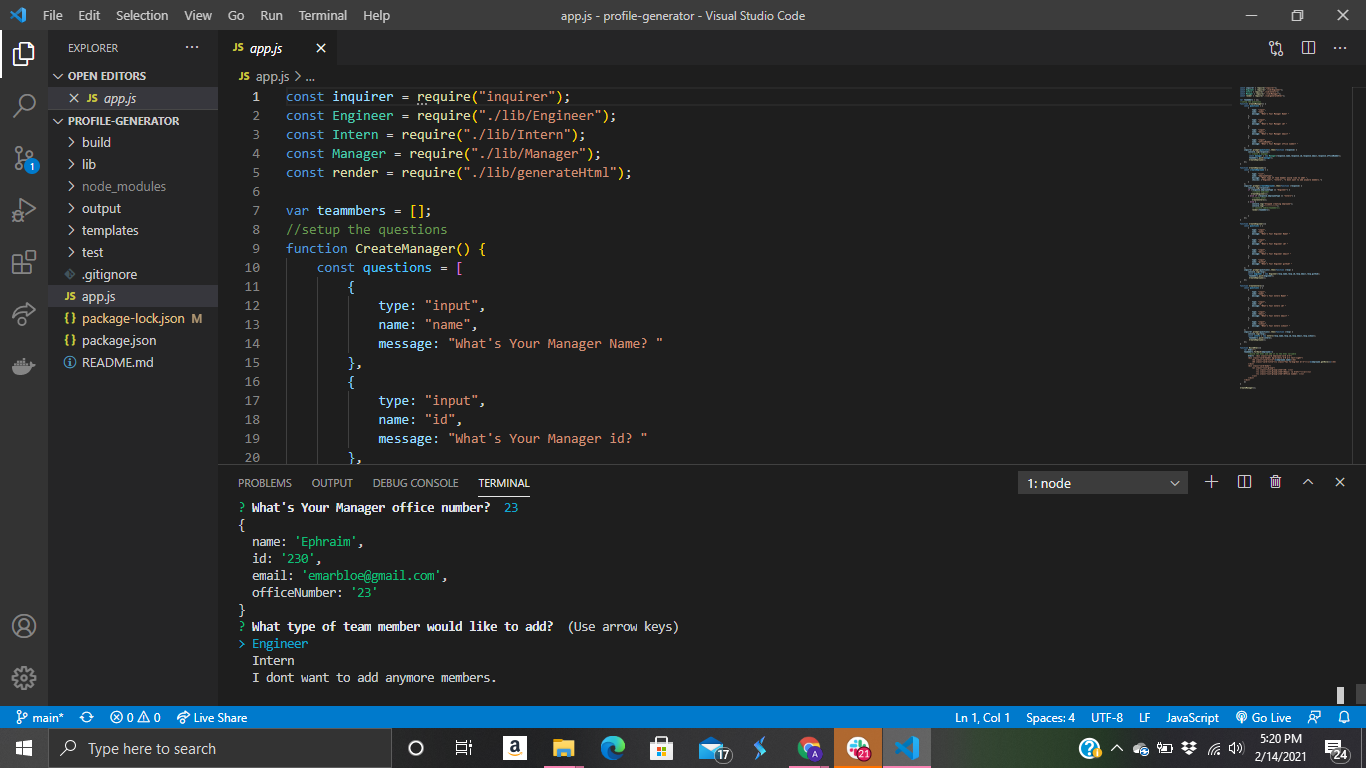 File Edit Selection View Go Run Terminal Help app.js - profile-generator - Visual Studio Code
EXPLORER
OPEN EDITORS
JS app.js
PROFILE-GENERATOR
build
lib
node_modules
output
templates
test
.gitignore
JS app.js
{} package-lock.json M
{} package.json
README.md
1
JS app.js
JS app.js > ...
1 const inquirer = require("inquirer");
2 const Engineer = require("./lib/Engineer");
3 const Intern = require("./lib/Intern");
4 const Manager = require("./lib/Manager");
5 const render = require("./lib/generateHtml");
6
7 var teammbers = [];
8 //setup the questions
9 function CreateManager() {
10 const questions = [
11 {
12 type: "input",
13 name: "name",
14 message: "What's Your Manager Name? "
15 },
16 {
17 type: "input",
18 name: "id",
19 message: "What's Your Manager id? "
20 },
PROBLEMS OUTPUT DEBUG CONSOLE TERMINAL 1: node
? What's Your Manager office number? 23
{
name: 'Ephraim',
id: '230',
email: 'emarbloe@gmail.com',
officeNumber: '23'
}
? What type of team member would like to add? (Use arrow keys)
> Engineer
Intern
I dont want to add anymore members.
main* 0 0 Live Share Ln 1, Col 1 Spaces: 4 UTF-8 LF JavaScript Go Live
Type here to search
a
17
A
21
5:20 PM
2/14/2021
24